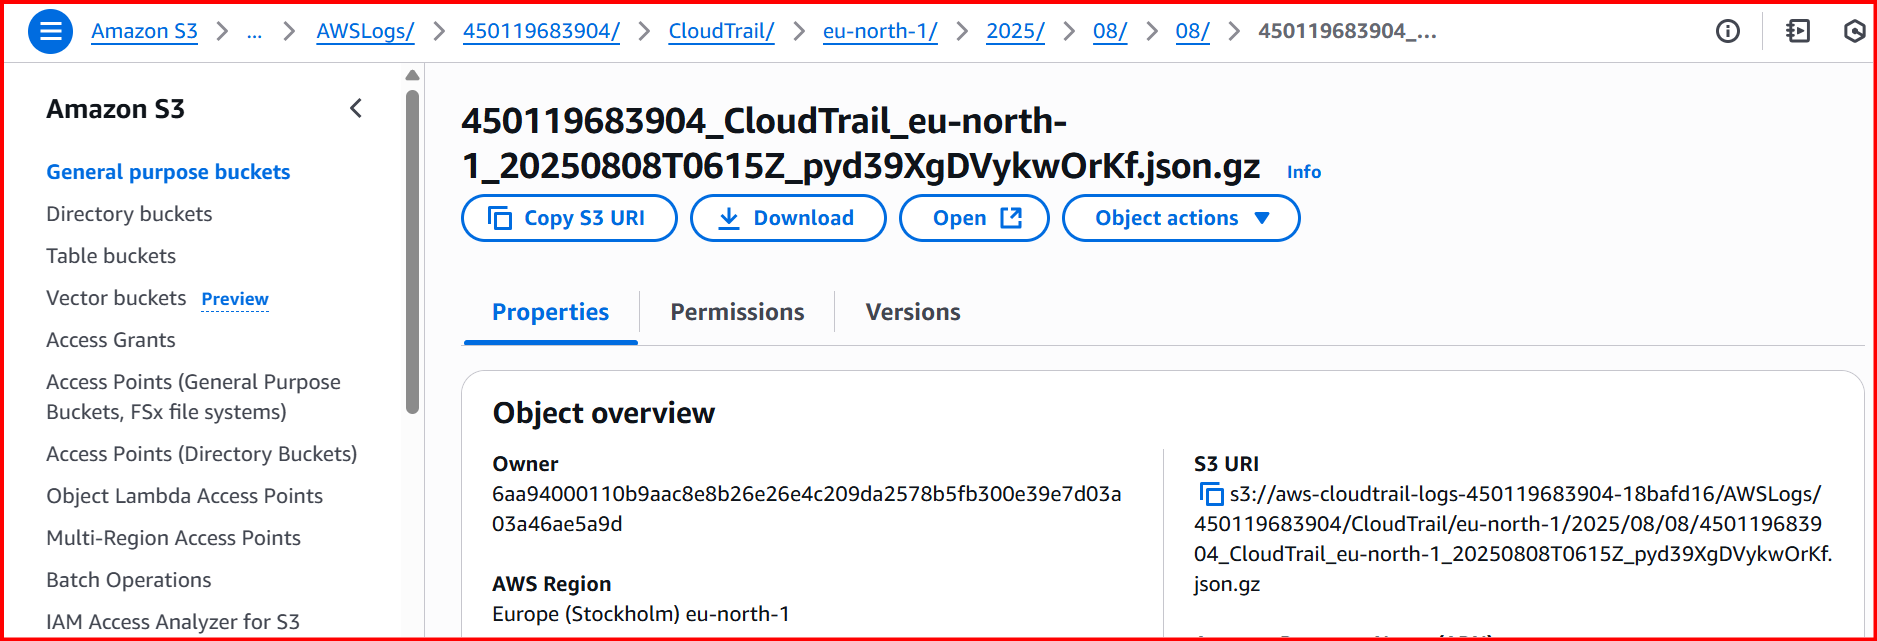 Amazon S3 > ... > AWSLogs/ > 450119683904/ > CloudTrail/ > eu-north-1/ > 2025/ > 08/ > 08/ > 450119683904_...
Amazon S3
General purpose buckets
Directory buckets
Table buckets
Vector buckets Preview
Access Grants
Access Points (General Purpose
Buckets, FSx file systems)
Access Points (Directory Buckets)
Object Lambda Access Points
Multi-Region Access Points
Batch Operations
IAM Access Analyzer for S3
450119683904_CloudTrail_eu-north-
1_20250808T0615Z_pyd39XgDVykwOrKf.json.gz Info
Copy S3 URI Download Open Object actions
Properties Permissions Versions
Object overview
Owner
6aa94000110b9aac8e8b26e26e4c209da2578b5fb300e39e7d03a
03a46ae5a9d
AWS Region
Europe (Stockholm) eu-north-1
S3 URI
s3://aws-cloudtrail-logs-450119683904-18bafd16/AWSLogs/
450119683904/CloudTrail/eu-north-1/2025/08/08/4501196839
04_CloudTrail_eu-north-1_20250808T0615Z_pyd39XgDVykwOrKf.
json.gz